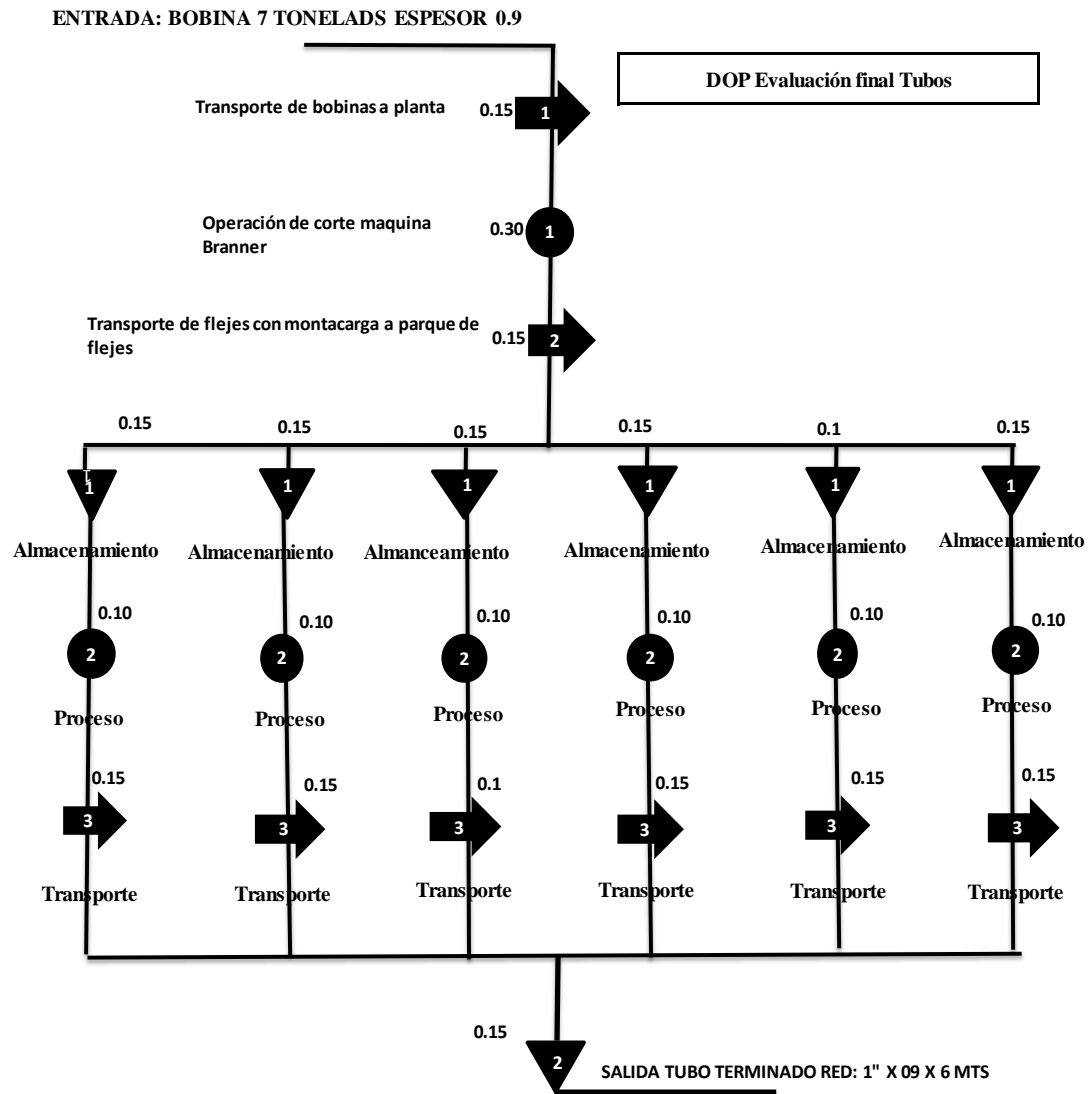 ENTRADA: BOBINA 7 TONELADS ESPESOR 0.9
DOP Evaluación final Tubos
Transporte de bobinas a planta
0.15
1
Operación de corte maquina
Branner
0.30
1
Transporte de flejes con montacarga a parque de
flejes
0.15
2
0.15 0.15 0.15 0.15 0.1 0.15
1 1 1 1 1 1
Almacenamiento Almacenamiento Almanceamiento Almacenamiento Almacenamiento Almacenamiento
0.10 0.10 0.10 0.10 0.10 0.10
2 2 2 2 2 2
Proceso Proceso Proceso Proceso Proceso Proceso
0.15 0.15 0.1 0.15 0.15 0.15
3 3 3 3 3 3
Transporte Transporte Transporte Transporte Transporte Transporte
0.15
2
SALIDA TUBO TERMINADO RED: 1" X 09 X 6 MTS